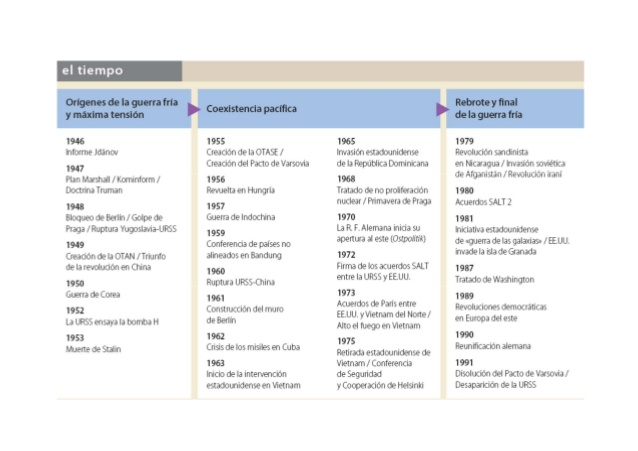 el tiempo
Orígenes de la guerra fría
y máxima tensión
1946
Informe Jdánov
1947
Plan Marshall / Kominform /
Doctrina Truman
1948
Bloqueo de Berlín / Golpe de
Praga / Ruptura Yugoslavia-URSS
1949
Creación de la OTAN / Triunfo
de la revolución en China
1950
Guerra de Corea
1952
La URSS ensaya la bomba H
1953
Muerte de Stalin
Coexistencia pacífica
1955
Creación de la OTASE /
Creación del Pacto de Varsovia
1956
Revuelta en Hungría
1957
Guerra de Indochina
1959
Conferencia de países no
alineados en Bandung
1960
Ruptura URSS-China
1961
Construcción del muro
de Berlín
1962
Crisis de los misiles en Cuba
1963
Inicio de la intervención
estadounidense en Vietnam
1965
Invasión estadounidense
de la República Dominicana
1968
Tratado de no proliferación
nuclear / Primavera de Praga
1970
La R. F. Alemana inicia su
apertura al este (Ostpolitik)
1972
Firma de los acuerdos SALT
entre la URSS y EE.UU.
1973
Acuerdos de París entre
EE.UU. y Vietnam del Norte /
Alto el fuego en Vietnam
1975
Retirada estadounidense de
Vietnam / Conferencia
de Seguridad
y Cooperación de Helsinki
Rebrote y final
de la guerra fría
1979
Revolución sandinista
en Nicaragua / Invasión soviética
de Afganistán / Revolución iraní
1980
Acuerdos SALT 2
1981
Iniciativa estadounidense
de «guerra de las galaxias» / EE.UU.
invade la isla de Granada
1987
Tratado de Washington
1989
Revoluciones democráticas
en Europa del este
1990
Reunificación alemana
1991
Disolución del Pacto de Varsovia /
Desaparición de la URSS